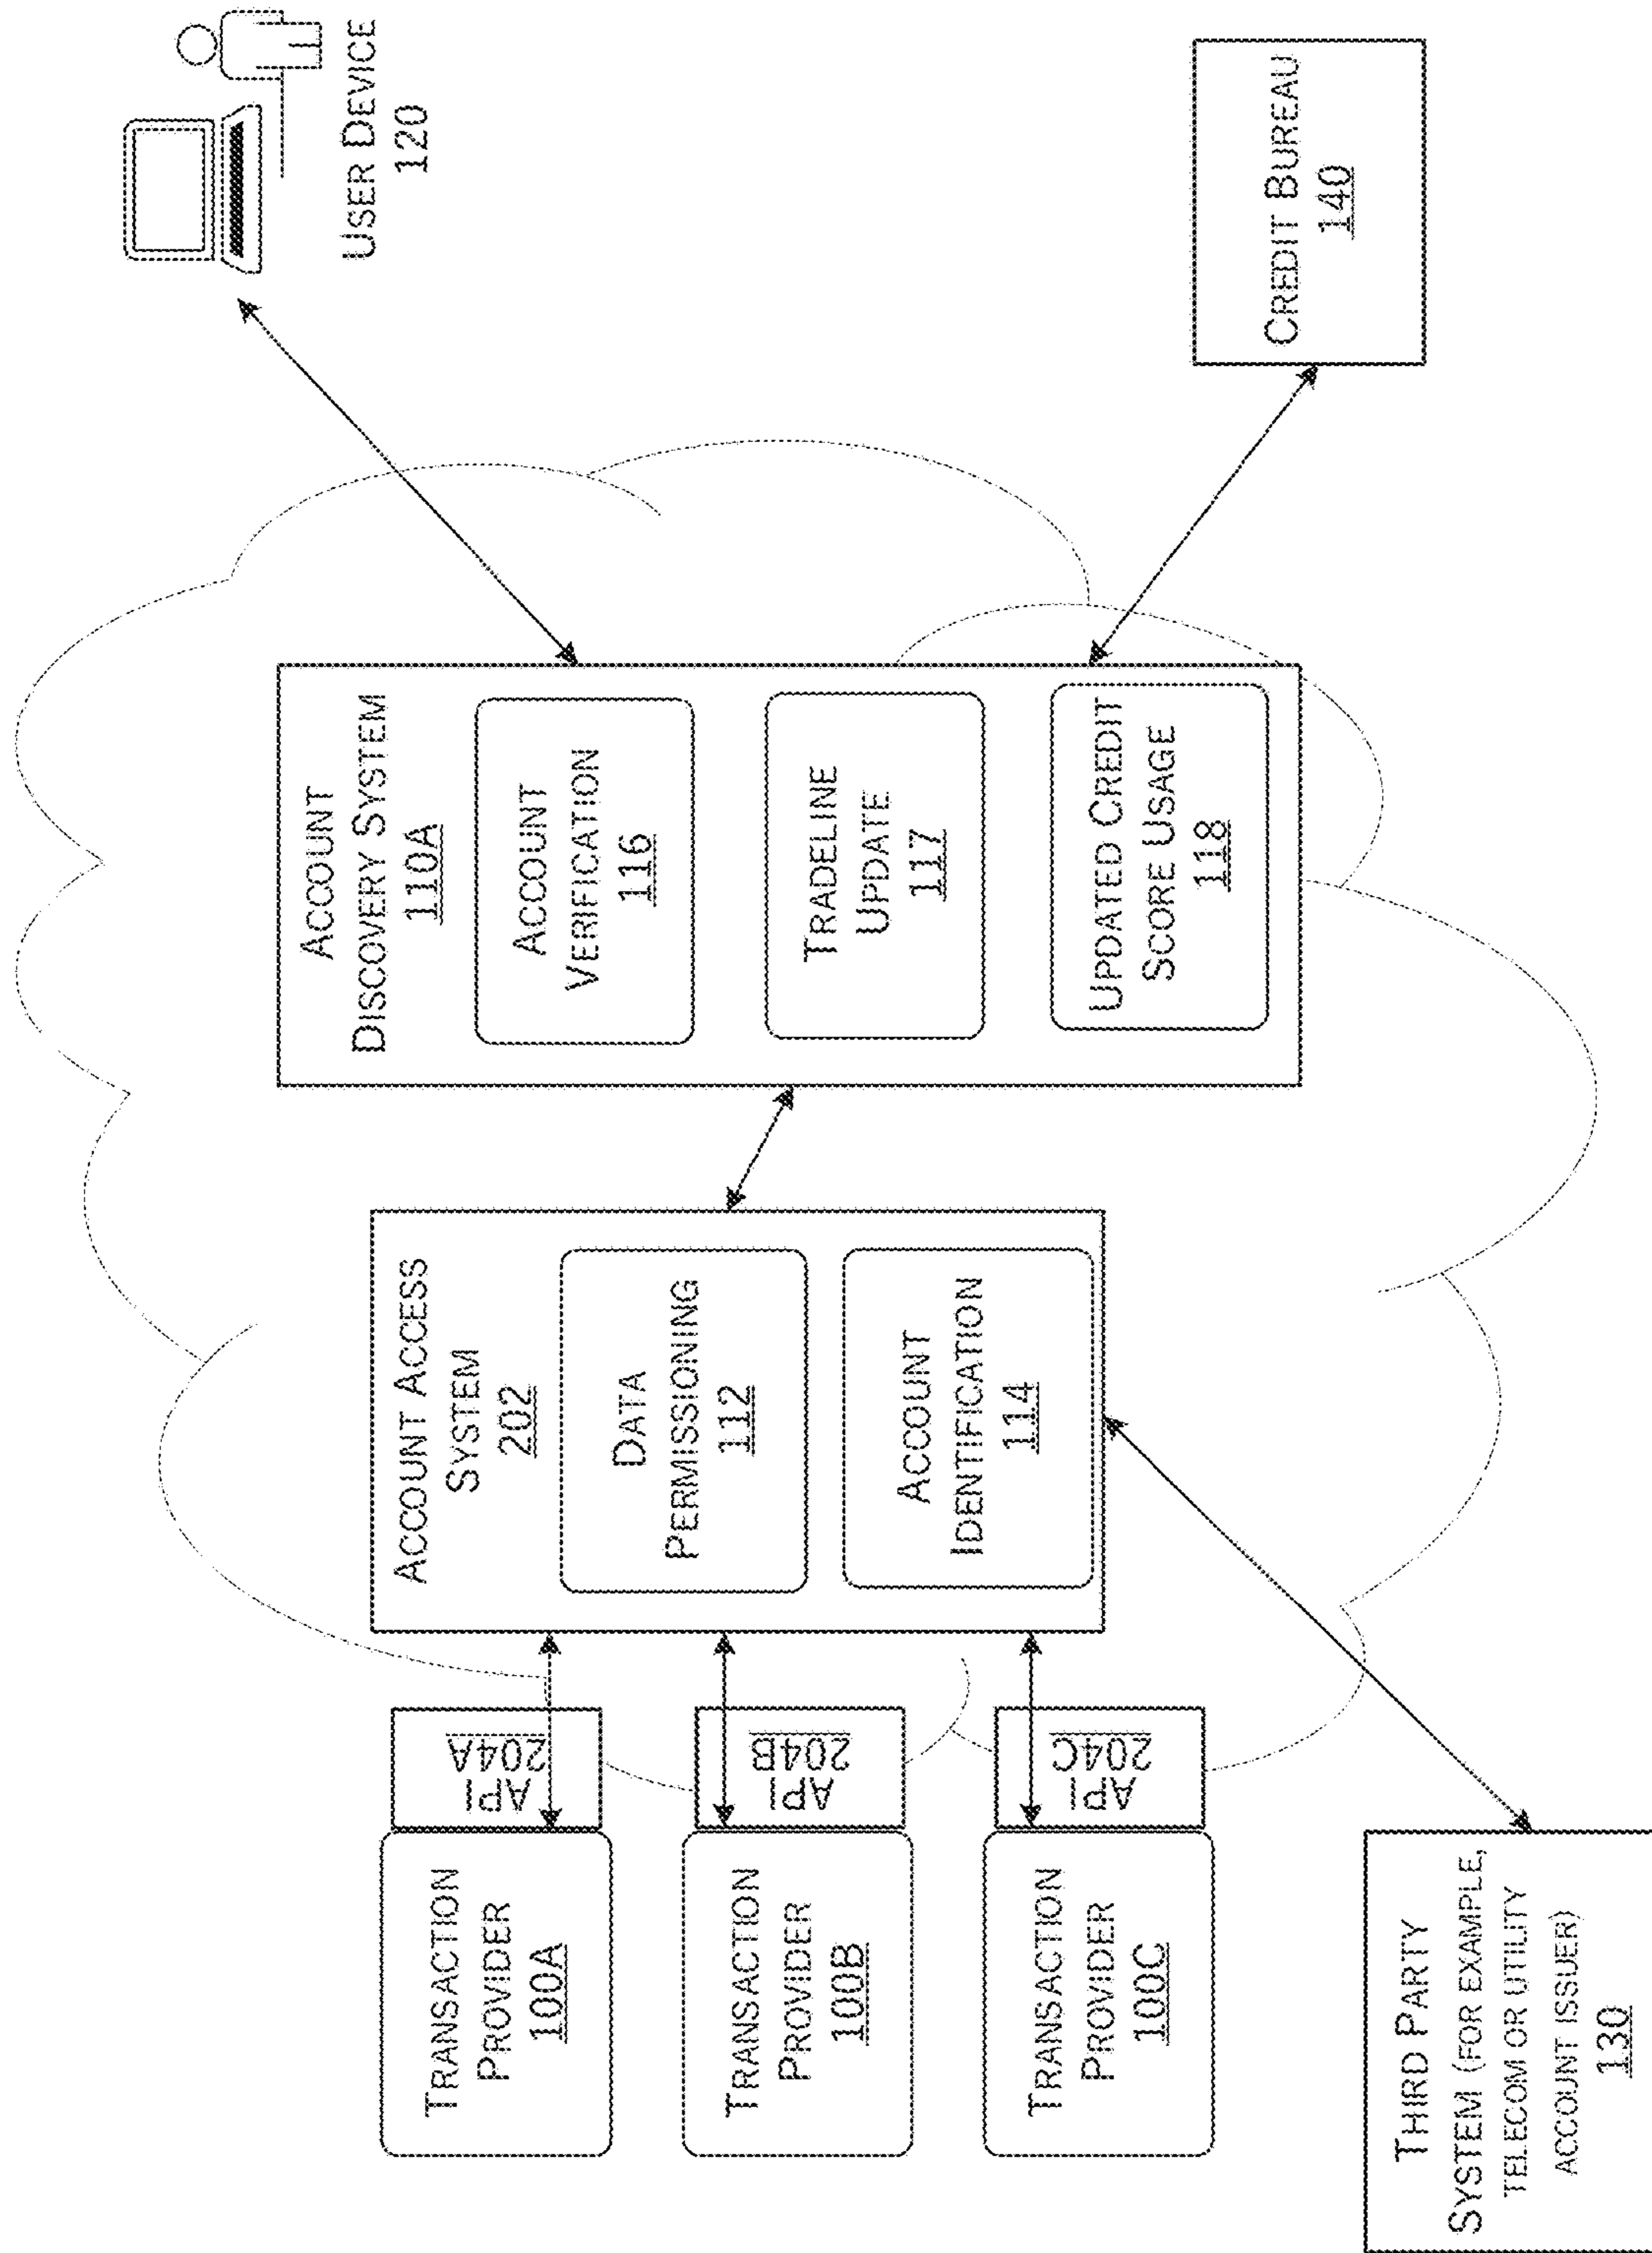 TRANSACTION
PROVIDER
100A
API
204A
TRANSACTION
PROVIDER
100B
API
204B
TRANSACTION
PROVIDER
100C
API
204C
THIRD PARTY
SYSTEM (FOR EXAMPLE,
TELECOM OR UTILITY
ACCOUNT ISSUER)
130
ACCOUNT ACCESS
SYSTEM
202
DATA
PERMISSIONING
112
ACCOUNT
IDENTIFICATION
114
ACCOUNT
DISCOVERY SYSTEM
110A
ACCOUNT
VERIFICATION
116
TRADELINE
UPDATE
117
UPDATED CREDIT
SCORE USAGE
118
USER DEVICE
120
CREDIT BUREAU
140